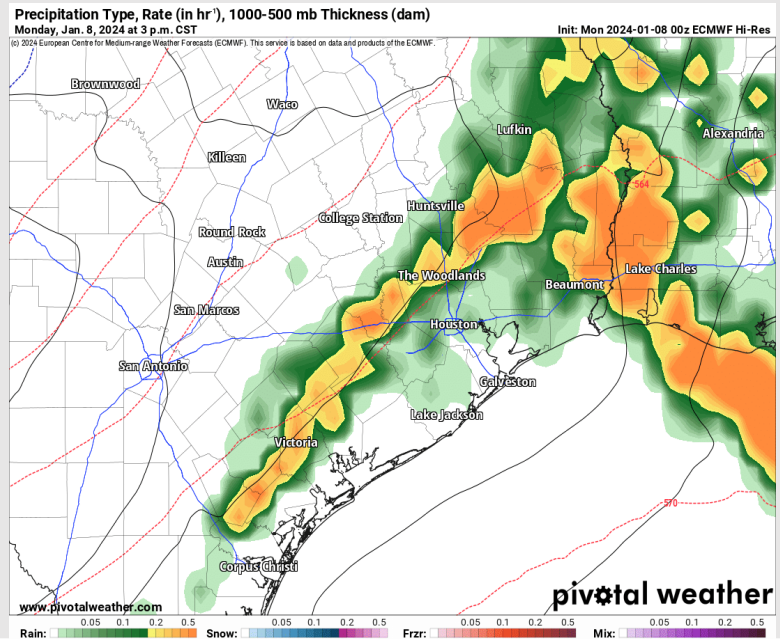 Precipitation Type, Rate (in hr⁻¹), 1000-500 mb Thickness (dam)
Monday, Jan. 8, 2024 at 3 p.m. CST
Init: Mon 2024-01-08 00z ECMWF Hi-Res
(c) 2024 European Centre for Medium-range Weather Forecasts (ECMWF). This service is based on data and products of the ECMWF.
Brownwood
Waco
Lufkin
Alexandria
Killeen
564
Huntsville
College Station
Round Rock
Austin
The Woodlands
Lake Charles
Beaumont
San Marcos
Houston
San Antonio
Galveston
Lake Jackson
Victoria
570
Corpus Christi
pivotal weather
www.pivotalweather.com
Rain: 0.05 0.1 0.2 0.5 Snow: 0.05 0.1 0.2 0.5 Frzr: 0.05 0.1 0.2 0.5 Mix: 0.05 0.1 0.2 0.5